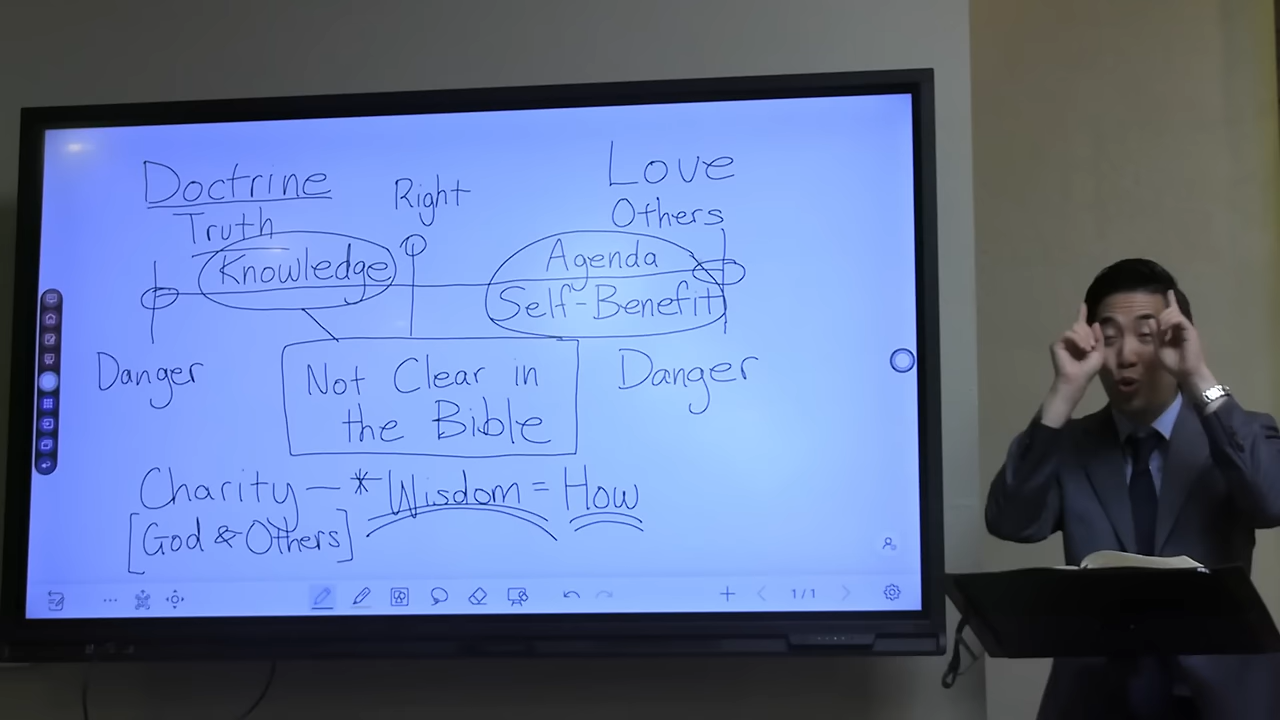 Doctrine
Truth
Knowledge
Right
Love
Others
Agenda
Self-Benefit
Danger
Not Clear in
the Bible
Danger
Charity - * Wisdom = How
[God & Others]
1/1